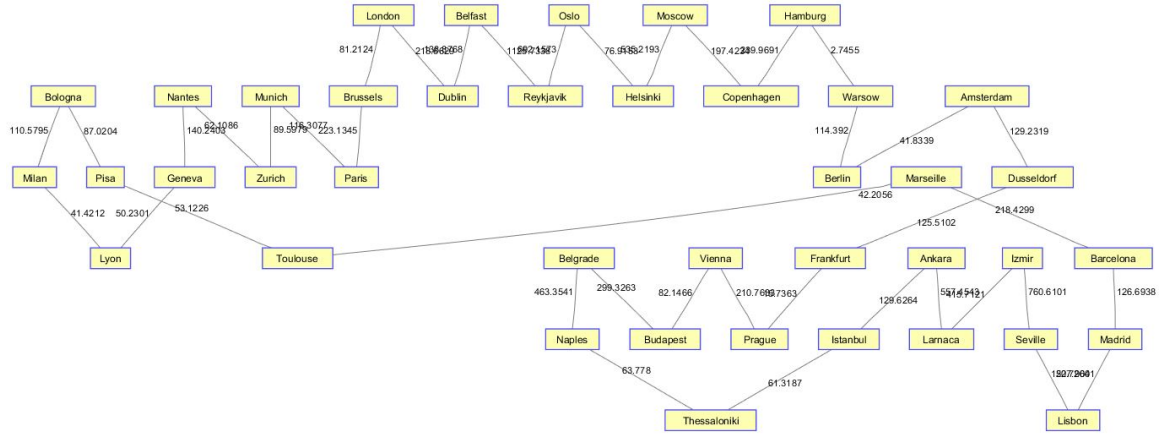 London
Belfast
Oslo
Moscow
Hamburg
81.2124
76.9183
197.4234
2.7455
Bologna
Nantes
Munich
Brussels
Dublin
Reykjavik
Helsinki
Copenhagen
Warsow
Amsterdam
110.5795
87.0204
140.2403
62.1086
89.5979
116.3077
223.1345
114.392
41.8339
129.2319
Milan
Pisa
Geneva
Zurich
Paris
Berlin
Marseille
Dusseldorf
41.4212
50.2301
53.1226
42.2056
218.4299
125.5102
Lyon
Toulouse
Belgrade
Vienna
Frankfurt
Ankara
Izmir
Barcelona
463.3541
299.3263
82.1466
129.6264
760.6101
126.6938
Naples
Budapest
Prague
Istanbul
Larnaca
Seville
Madrid
63.778
61.3187
Thessaloniki
Lisbon